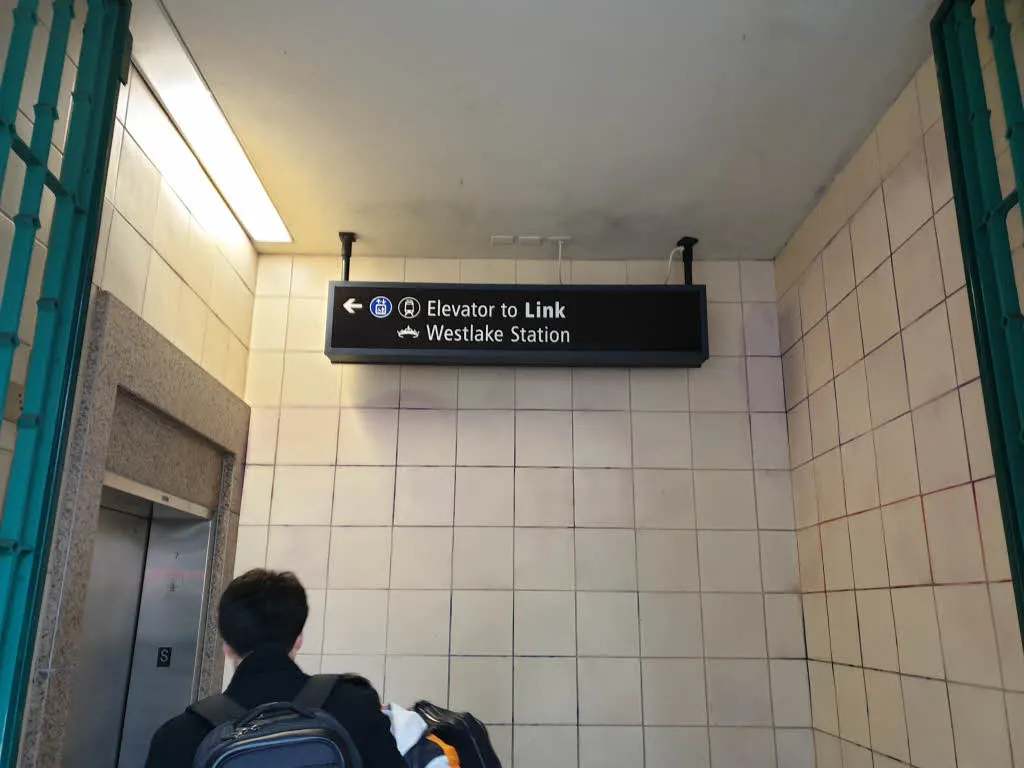 Elevator to Link
Westlake Station
S